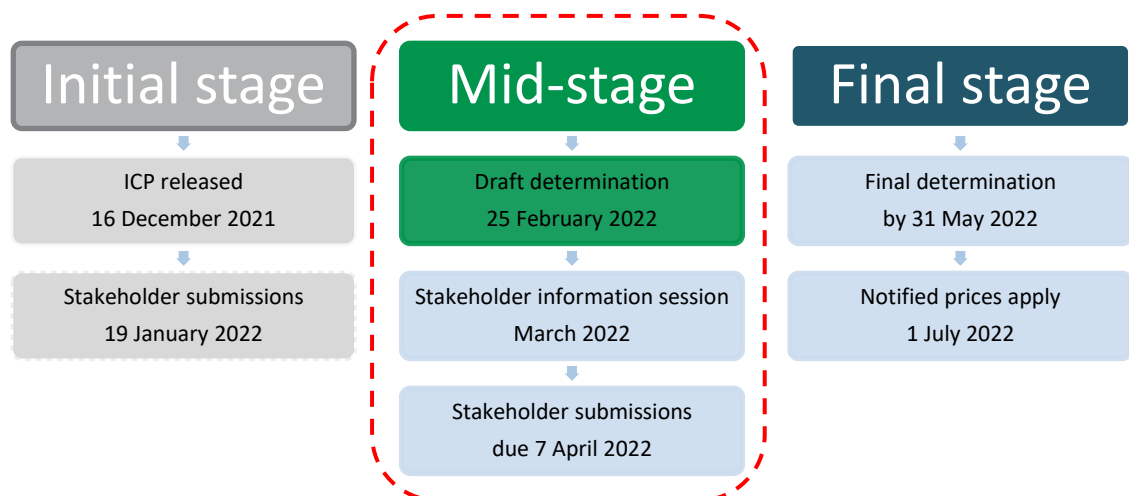 Initial stage
ICP released
16 December 2021
Stakeholder submissions
19 January 2022
Mid-stage
Draft determination
25 February 2022
Stakeholder information session
March 2022
Stakeholder submissions
due 7 April 2022
Final stage
Final determination
by 31 May 2022
Notified prices apply
1 July 2022